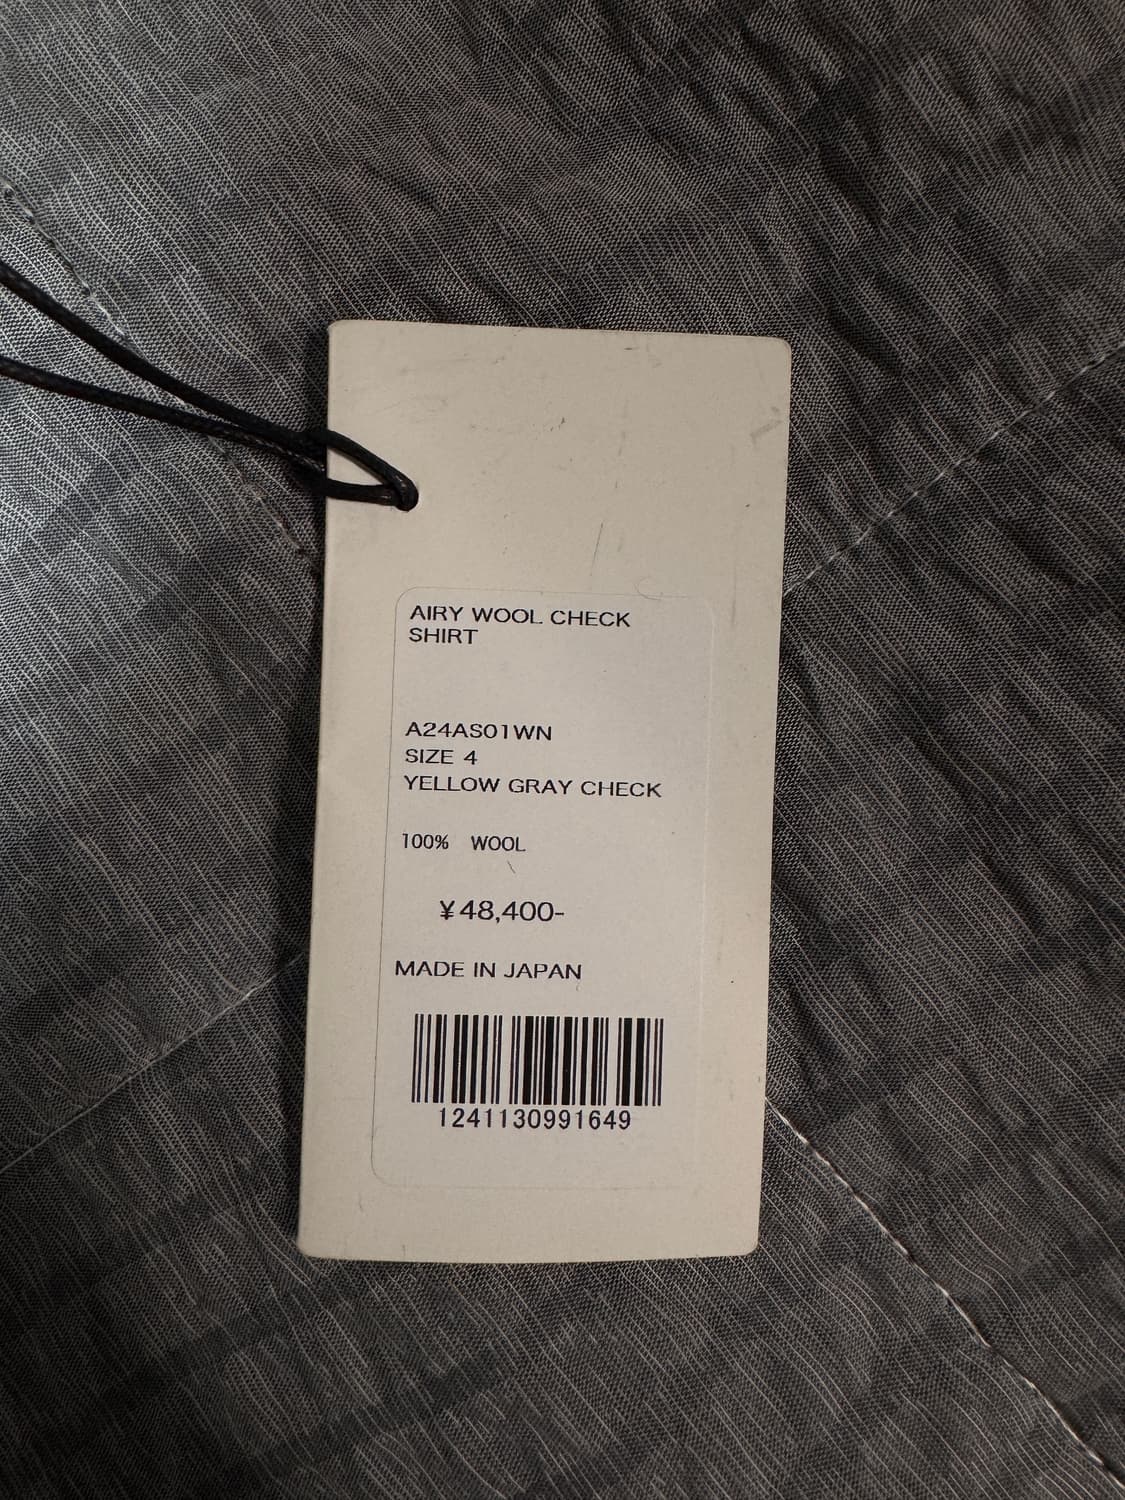 AIRY WOOL CHECK
SHIRT
A24AS01WN
SIZE 4
YELLOW GRAY CHECK
100% WOOL
¥48,400-
MADE IN JAPAN
1241130991649